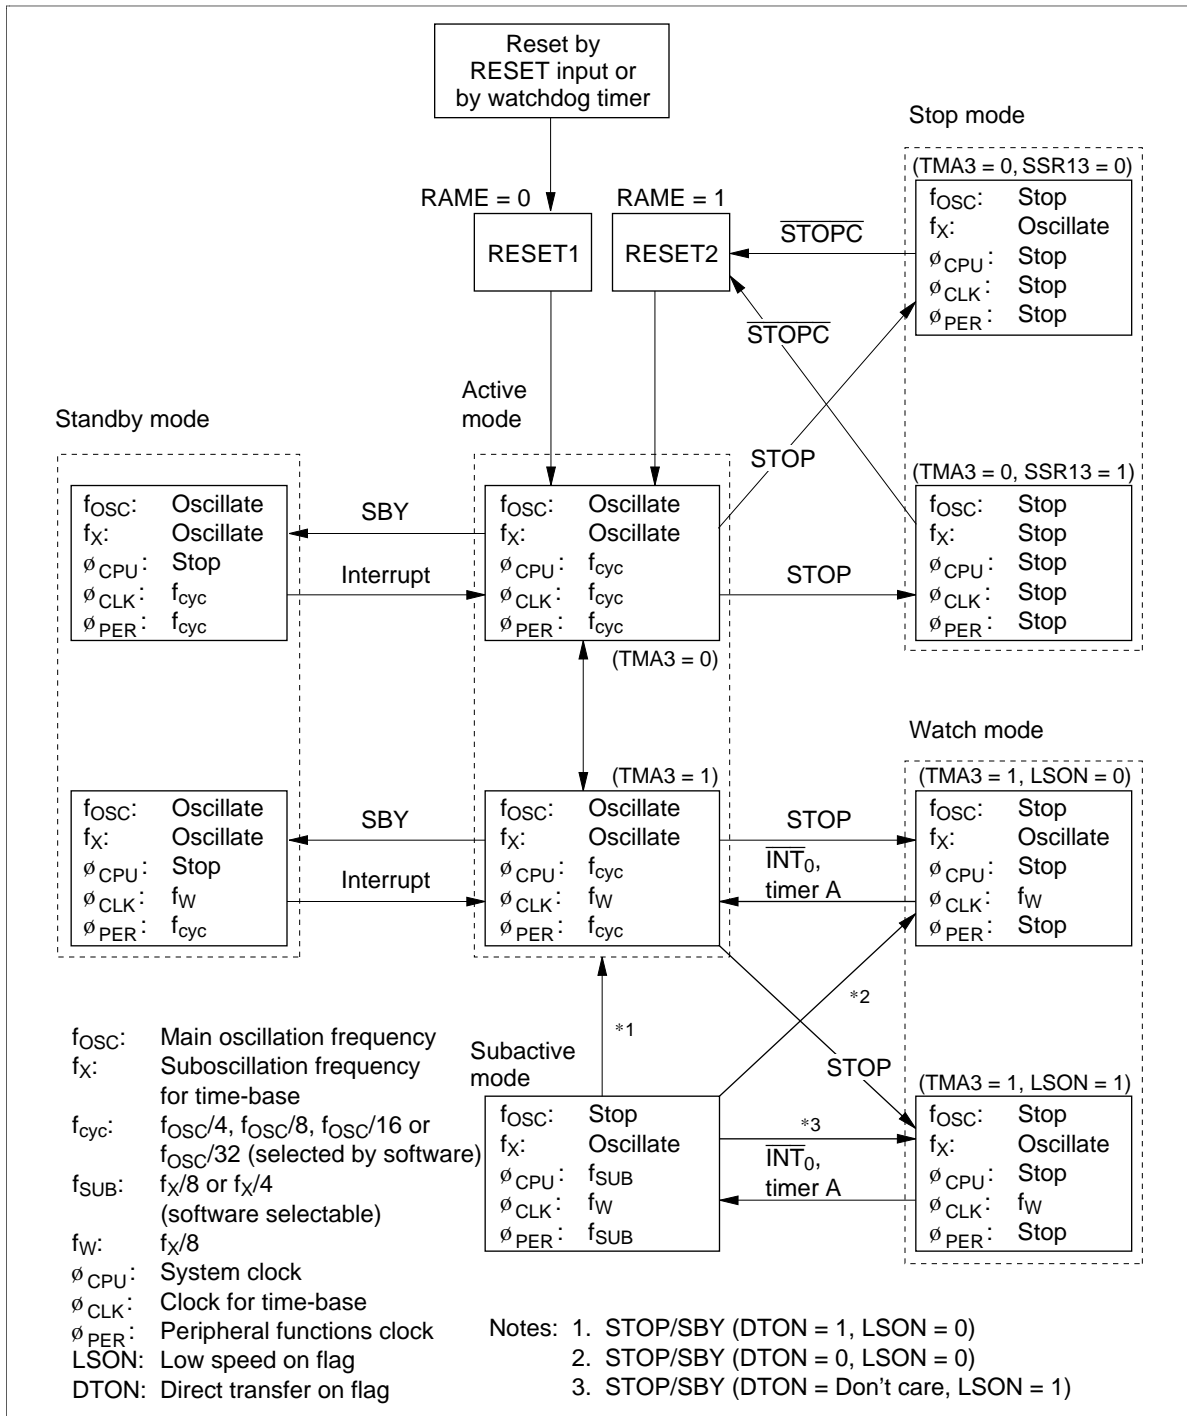 Reset by
RESET input or
by watchdog timer
Stop mode
(TMA3 = 0, SSR13 = 0)
RAME = 0
RAME = 1
RESET1
RESET2
STOPC
fOSC: Stop
fX: Oscillate
øCPU: Stop
øCLK: Stop
øPER: Stop
STOPC
STOP
Standby mode
Active
mode
(TMA3 = 0, SSR13 = 1)
fOSC: Oscillate
fX: Oscillate
øCPU: Stop
øCLK: fcyc
øPER: fcyc
SBY
Interrupt
fOSC: Oscillate
fX: Oscillate
øCPU: fcyc
øCLK: fcyc
øPER: fcyc
STOP
fOSC: Stop
fX: Stop
øCPU: Stop
øCLK: Stop
øPER: Stop
(TMA3 = 0)
Watch mode
(TMA3 = 1)
(TMA3 = 1, LSON = 0)
fOSC: Oscillate
fX: Oscillate
øCPU: Stop
øCLK: fW
øPER: fcyc
SBY
Interrupt
fOSC: Oscillate
fX: Oscillate
øCPU: fcyc
øCLK: fW
øPER: fcyc
STOP
INT0,
timer A
fOSC: Stop
fX: Oscillate
øCPU: Stop
øCLK: fW
øPER: Stop
*1
*2
STOP
Subactive
mode
(TMA3 = 1, LSON = 1)
fOSC: Stop
fX: Oscillate
øCPU: fSUB
øCLK: fW
øPER: fSUB
*3
INT0,
timer A
fOSC: Stop
fX: Oscillate
øCPU: Stop
øCLK: fW
øPER: Stop
fOSC: Main oscillation frequency
fX: Suboscillation frequency
for time-base
fcyc: fOSC/4, fOSC/8, fOSC/16 or
fOSC/32 (selected by software)
fSUB: fX/8 or fX/4
(software selectable)
fW: fX/8
øCPU: System clock
øCLK: Clock for time-base
øPER: Peripheral functions clock
LSON: Low speed on flag
DTON: Direct transfer on flag
Notes: 1. STOP/SBY (DTON = 1, LSON = 0)
2. STOP/SBY (DTON = 0, LSON = 0)
3. STOP/SBY (DTON = Don't care, LSON = 1)